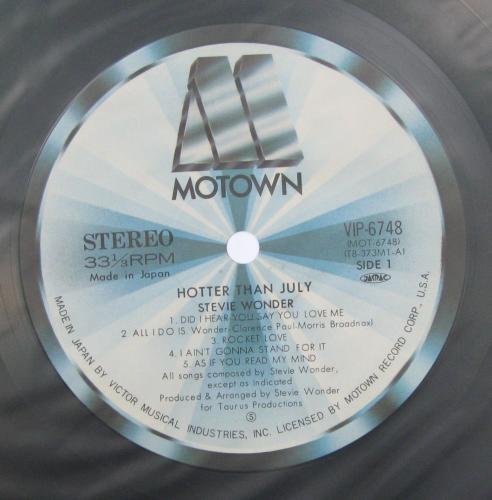 MOTOWN
STEREO
33⅓RPM
Made in Japan
VIP-6748
(MOT-6748)
(T8-373M1-A)
SIDE 1
HOTTER THAN JULY
STEVIE WONDER
1. DID I HEAR YOU SAY YOU LOVE ME
2. ALL I DO (S. Wonder-Clarence Paul-Morris Broadnax)
3. ROCKET LOVE
4. I AIN'T GONNA STAND FOR IT
5. AS IF YOU READ MY MIND
All songs composed by Stevie Wonder,
except as indicated
Produced & Arranged by Stevie Wonder
for Taurus Productions
Ⓢ
MADE IN JAPAN BY VICTOR MUSICAL INDUSTRIES, INC. LICENSED BY MOTOWN RECORD CORP., U.S.A.